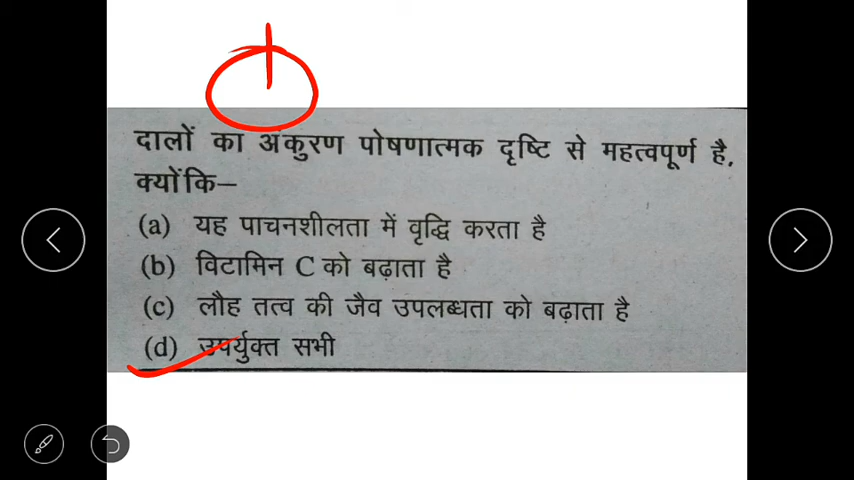 दालों का अंकुरण पोषणात्मक दृष्टि से महत्वपूर्ण है,
क्योंकि–
(a) यह पाचनशीलता में वृद्धि करता है
(b) विटामिन C को बढ़ाता है
(c) लौह तत्व की जैव उपलब्धता को बढ़ाता है
(d) उपर्युक्त सभी